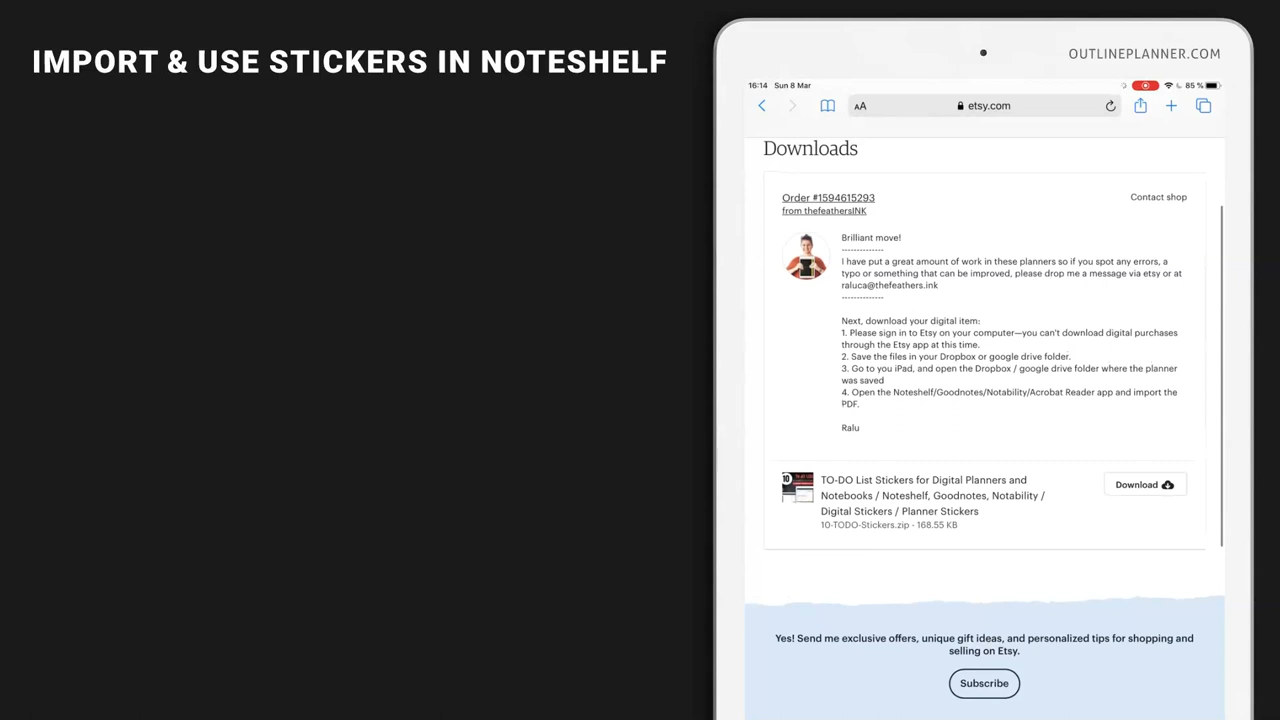 IMPORT & USE STICKERS IN NOTESHELF
OUTLINEPLANNER.COM
16:14 Sun 8 Mar
85 %
AA
etsy.com
Downloads
Order #1594615293
Contact shop
from thefeathersINK
Brilliant move!
--------------
I have put a great amount of work in these planners so if you spot any errors, a
typo or something that can be improved, please drop me a message via etsy or at
raluca@thefeathers.ink
--------------
Next, download your digital item:
1. Please sign in to Etsy on your computer—you can't download digital purchases
through the Etsy app at this time.
2. Save the files in your Dropbox or google drive folder.
3. Go to you iPad, and open the Dropbox / google drive folder where the planner
was saved
4. Open the Noteshelf/Goodnotes/Notability/Acrobat Reader app and import the
PDF.
Ralu
10
TO-DO List Stickers for Digital Planners and
Notebooks / Noteshelf, Goodnotes, Notability /
Digital Stickers / Planner Stickers
10-TODO-Stickers.zip - 168.55 KB
Download
Yes! Send me exclusive offers, unique gift ideas, and personalized tips for shopping and
selling on Etsy.
Subscribe